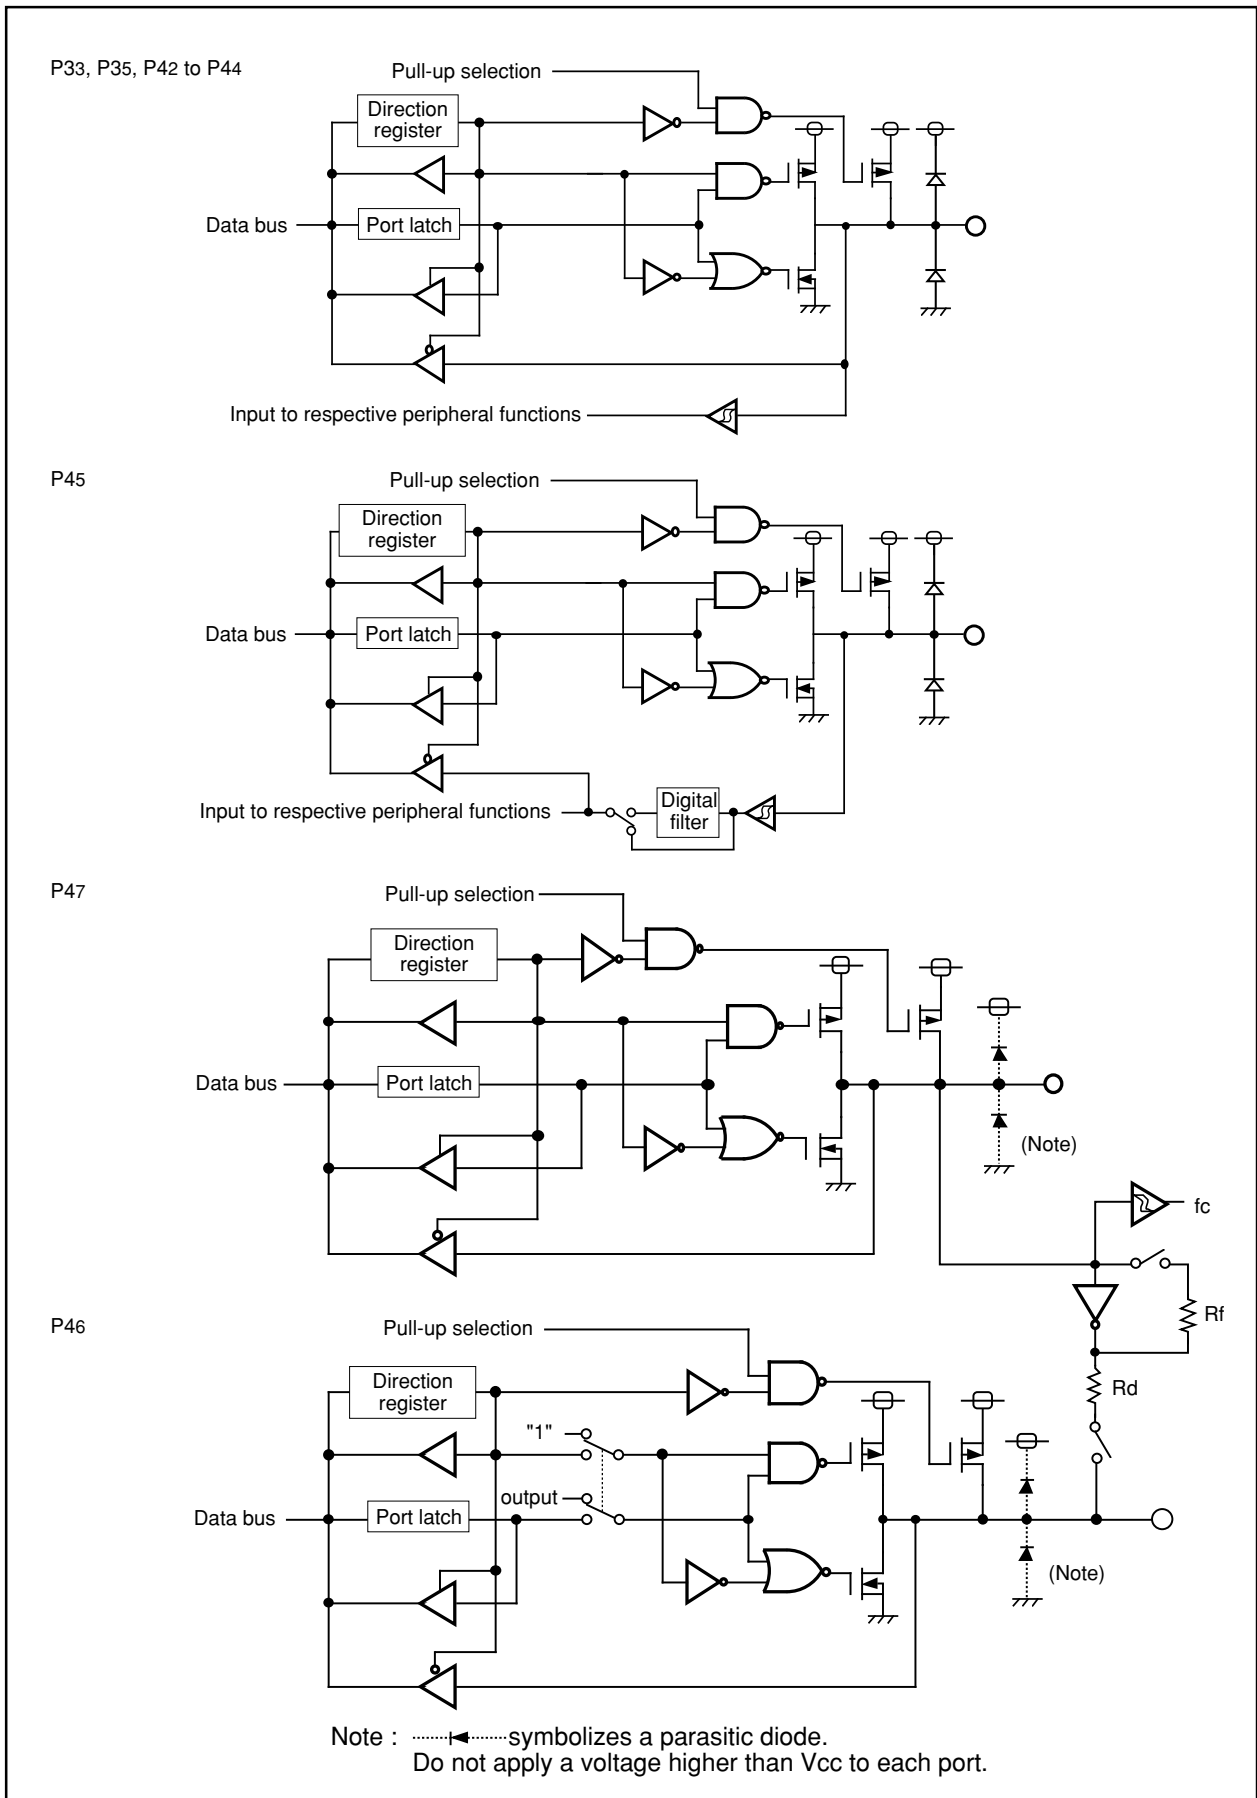 P33, P35, P42 to P44
Pull-up selection
Direction
register
Data bus
Port latch
Input to respective peripheral functions
P45
Pull-up selection
Direction
register
Data bus
Port latch
Input to respective peripheral functions
Digital
filter
P47
Pull-up selection
Direction
register
Data bus
Port latch
(Note)
fc
Rf
Rd
P46
Pull-up selection
Direction
register
"1"
output
Data bus
Port latch
(Note)
Note : symbolizes a parasitic diode.
Do not apply a voltage higher than Vcc to each port.